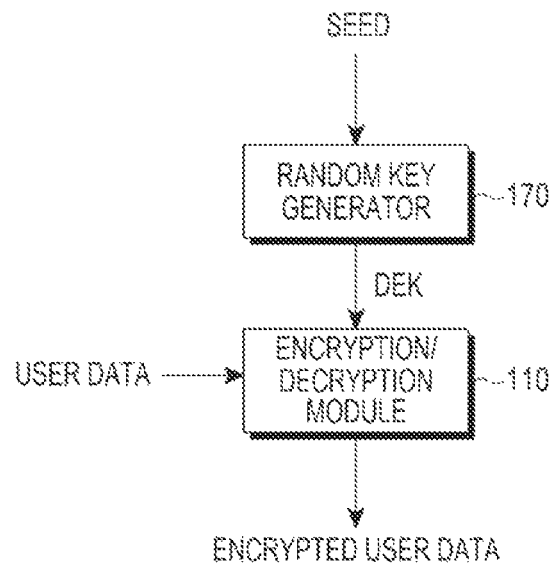 SEED
RANDOM KEY
GENERATOR
170
DEK
USER DATA
ENCRYPTION/
DECRYPTION
MODULE
110
ENCRYPTED USER DATA